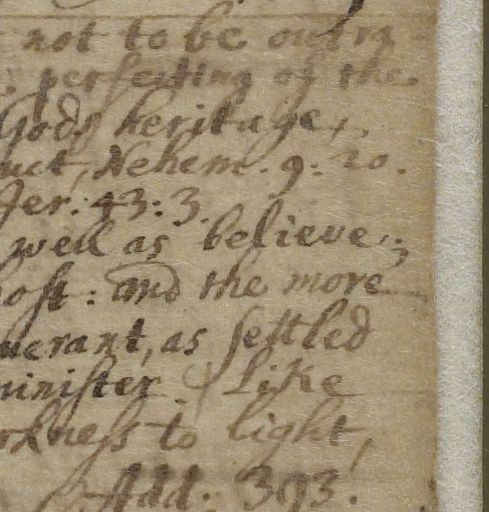 not to be
perfecting of the
Gods heritage,
uct, Nehem. 9: 20.
Jer: 43: 3.
well as believe,;
host: and the more
nerant, as settled
minister. Like
rkness to light,
Add: 393.